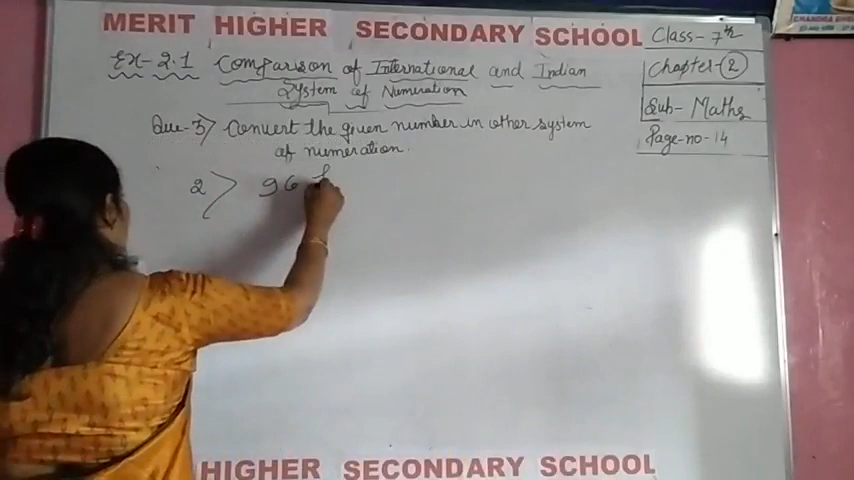 MERIT HIGHER SECONDARY SCHOOL
Class- 7th
Ex-2.1 Comparison of International and Indian
System of Numeration
Chapter-2
Sub- Maths
Page-no-14
Que-3> Convert the given number in other system
of numeration.
2> 96
HIGHER SECONDARY SCHOOL